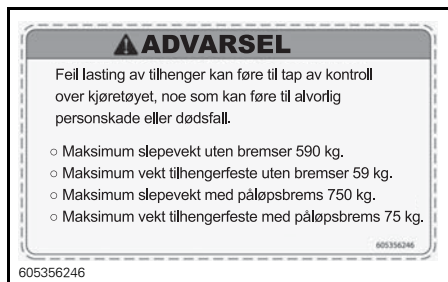 ADVARSEL
Feil lasting av tilhenger kan føre til tap av kontroll
over kjøretøyet, noe som kan føre til alvorlig
personskade eller dødsfall.
○ Maksimum slepevekt uten bremser 590 kg.
○ Maksimum vekt tilhengerfeste uten bremser 59 kg.
○ Maksimum slepevekt med påløpsbrems 750 kg.
○ Maksimum vekt tilhengerfeste med påløpsbrems 75 kg.
605356246
605356246